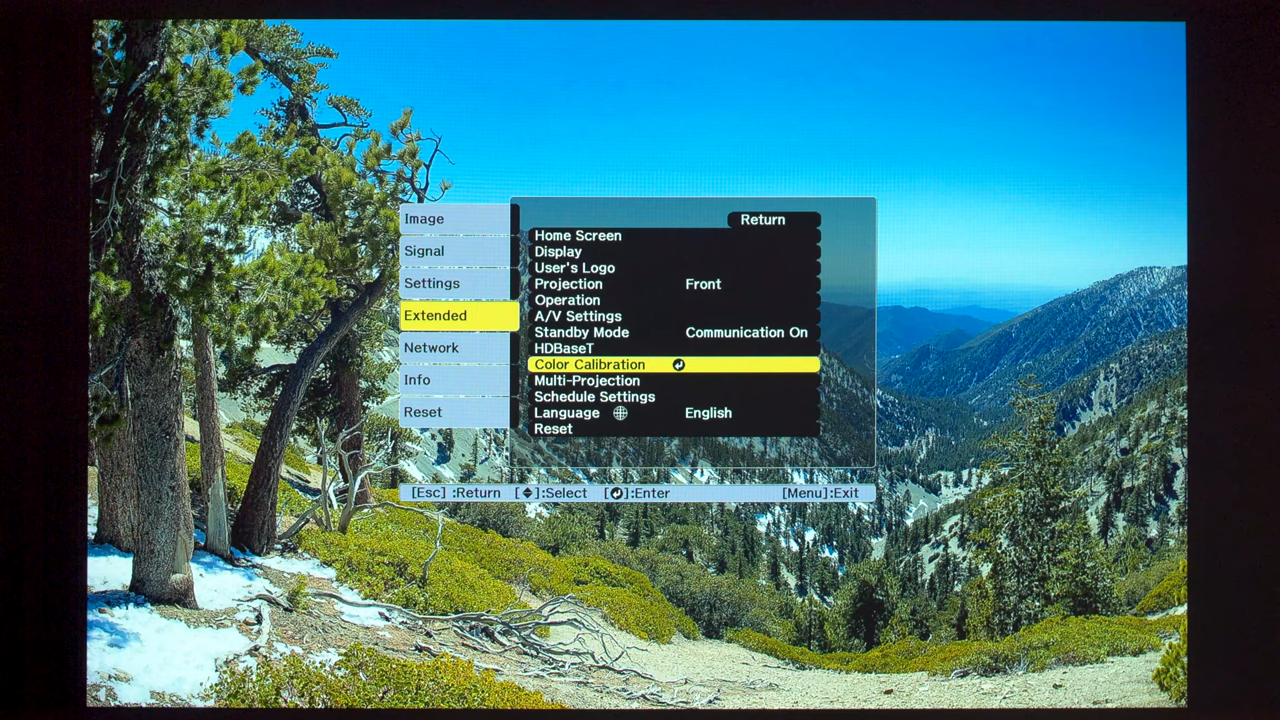 Image
Signal
Settings
Extended
Network
Info
Reset
Return
Home Screen
Display
User's Logo
Projection Front
Operation
A/V Settings
Standby Mode Communication On
HDBaseT
Color Calibration
Multi-Projection
Schedule Settings
Language English
Reset
[Esc] :Return [ ]:Select [ ]:Enter [Menu]:Exit